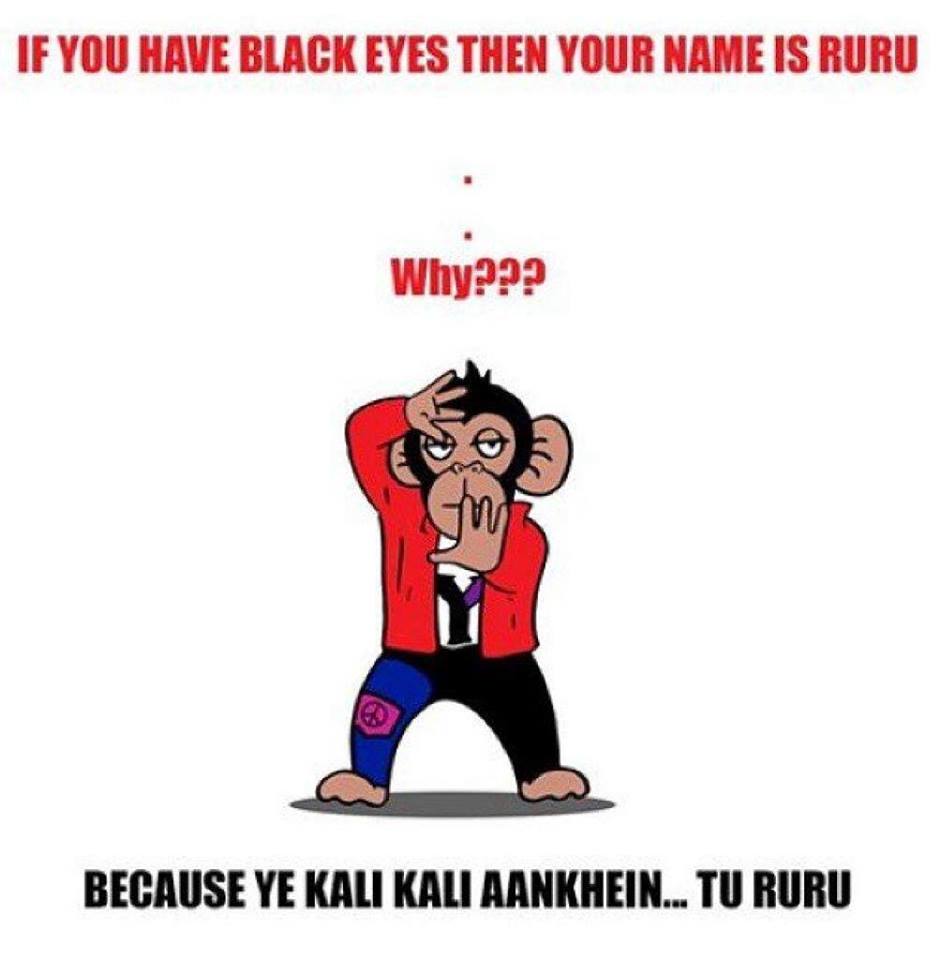 IF YOU HAVE BLACK EYES THEN YOUR NAME IS RURU
.
.
Why???
BECAUSE YE KALI KALI AANKHEIN... TU RURU